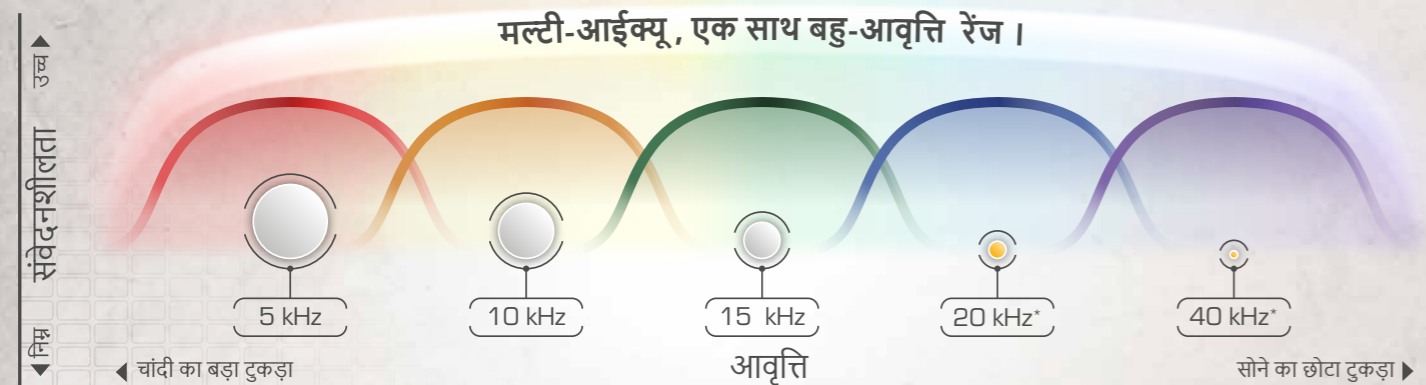 मल्टी-आईक्यू , एक साथ बहु-आवृत्ति रेंज ।
उच्च
संवेदनशीलता
निम्न
5 kHz
10 kHz
15 kHz
20 kHz*
40 kHz*
चांदी का बड़ा टुकड़ा
आवृत्ति
सोने का छोटा टुकड़ा